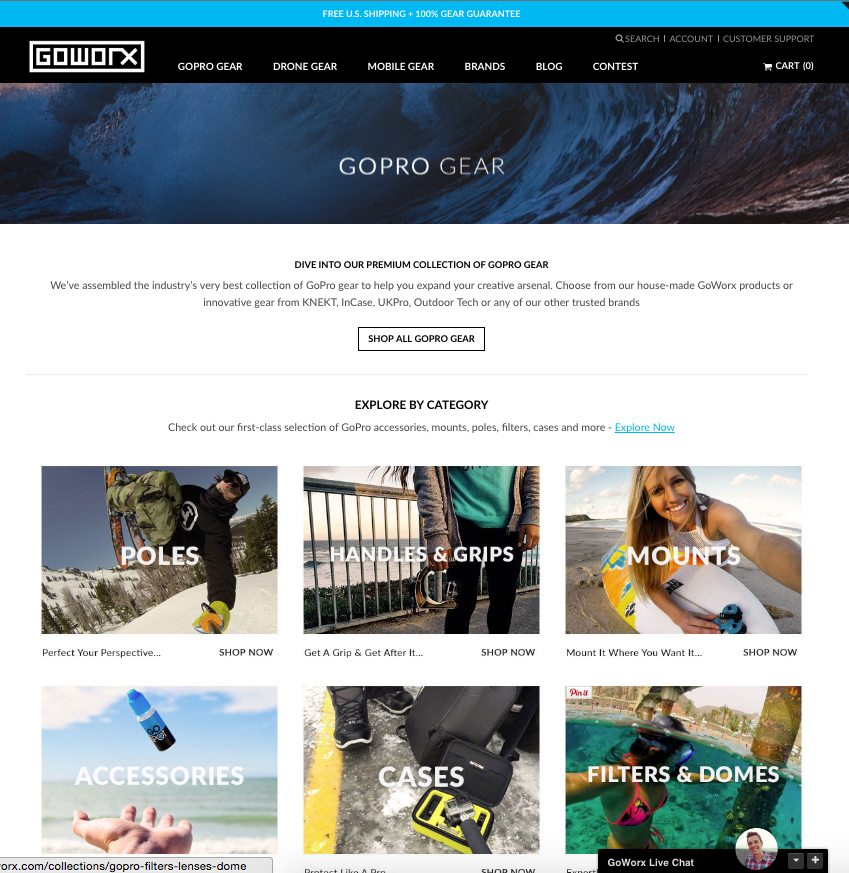 FREE U.S. SHIPPING + 100% GEAR GUARANTEE
SEARCH | ACCOUNT | CUSTOMER SUPPORT
GOWORX
GOPRO GEAR DRONE GEAR MOBILE GEAR BRANDS BLOG CONTEST CART (0)
GOPRO GEAR
DIVE INTO OUR PREMIUM COLLECTION OF GOPRO GEAR
We've assembled the industry's very best collection of GoPro gear to help you expand your creative arsenal. Choose from our house-made GoWorx products or
innovative gear from KNEKT, InCase, UKPro, Outdoor Tech or any of our other trusted brands
SHOP ALL GOPRO GEAR
EXPLORE BY CATEGORY
Check out our first-class selection of GoPro accessories, mounts, poles, filters, cases and more - Explore Now
POLES HANDLES & GRIPS MOUNTS
Perfect Your Perspective... SHOP NOW Get A Grip & Get After It... SHOP NOW Mount It Where You Want It... SHOP NOW
Pin it
ACCESSORIES CASES FILTERS & DOMES
orx.com/collections/gopro-filters-lenses-dome
Protect Like A Pro SHOP NOW Expert
GoWorx Live Chat